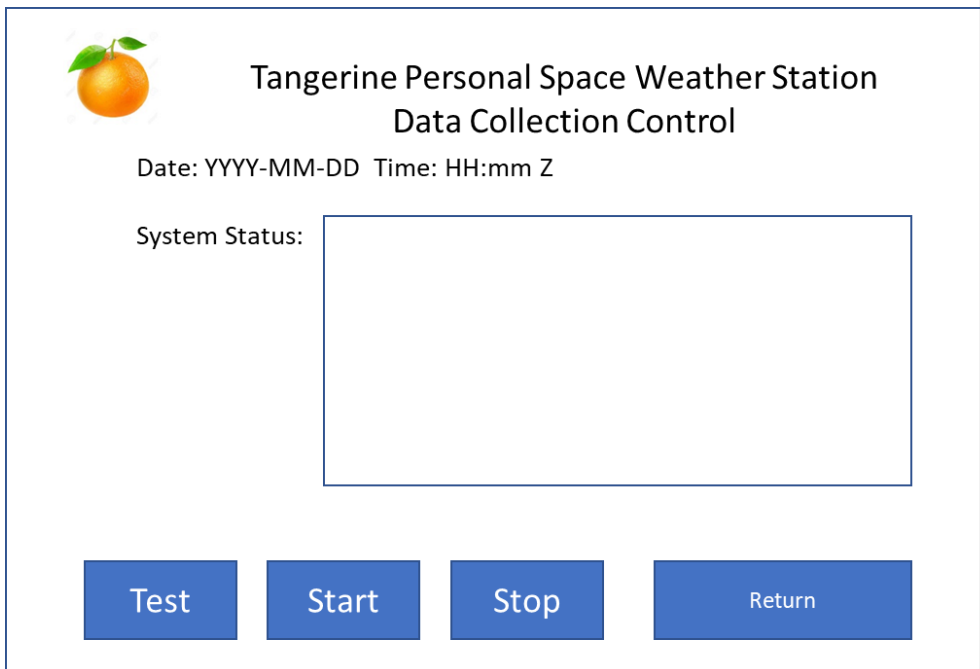 Tangerine Personal Space Weather Station
Data Collection Control
Date: YYYY-MM-DD  Time: HH:mm Z
System Status:
Test
Start
Stop
Return